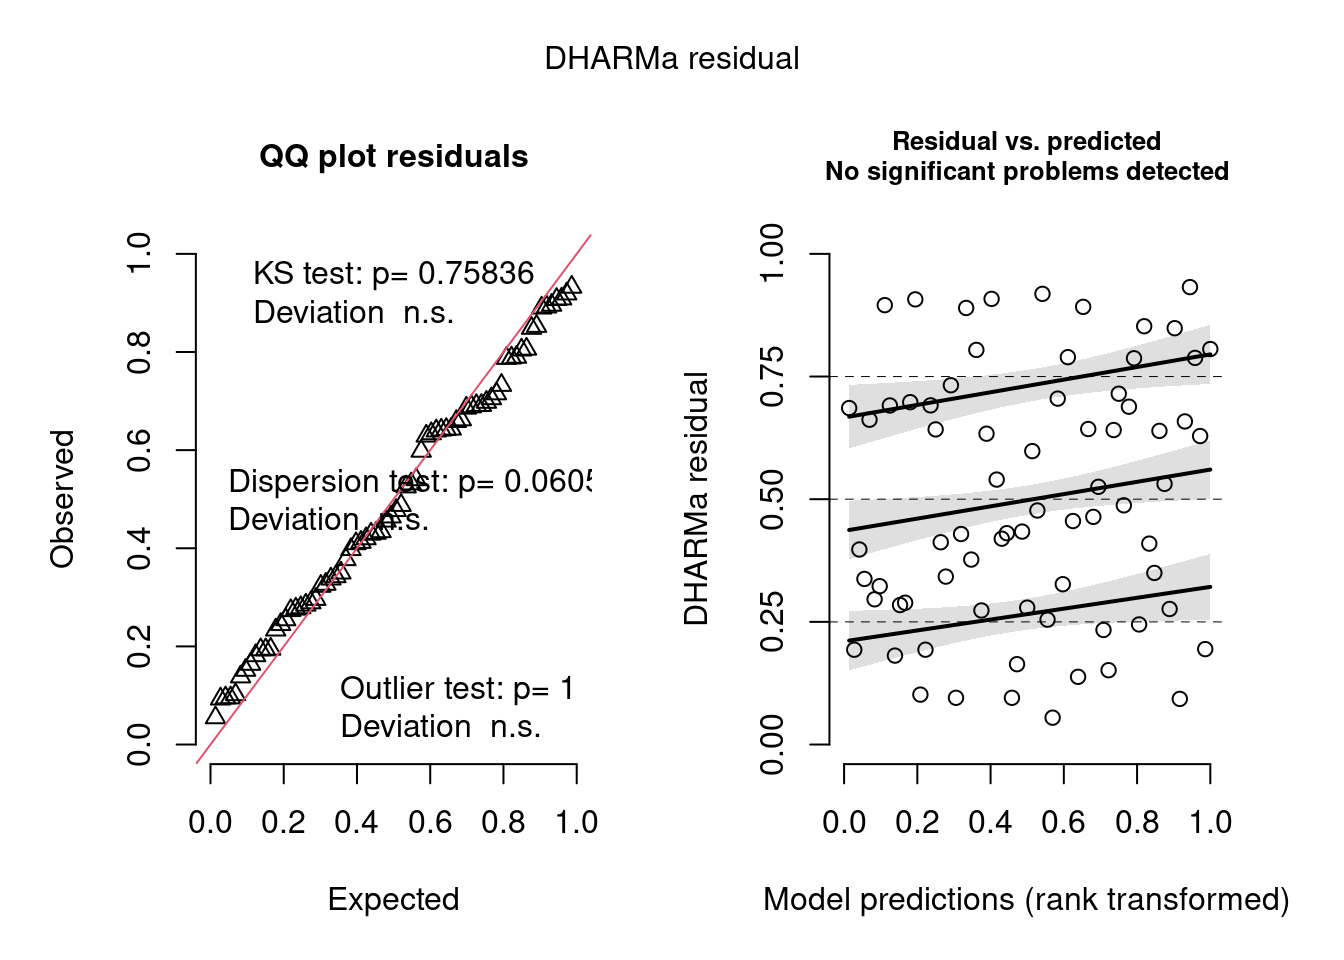 DHARMa residual
QQ plot residuals
KS test: p= 0.75836
Deviation  n.s.
Dispersion test: p= 0.0605
Deviation  n.s.
Outlier test: p= 1
Deviation  n.s.
Observed
0.0
0.2
0.4
0.6
0.8
1.0
0.0 0.2 0.4 0.6 0.8 1.0
Expected
Residual vs. predicted
No significant problems detected
DHARMa residual
0.00
0.25
0.50
0.75
1.00
0.0 0.2 0.4 0.6 0.8 1.0
Model predictions (rank transformed)